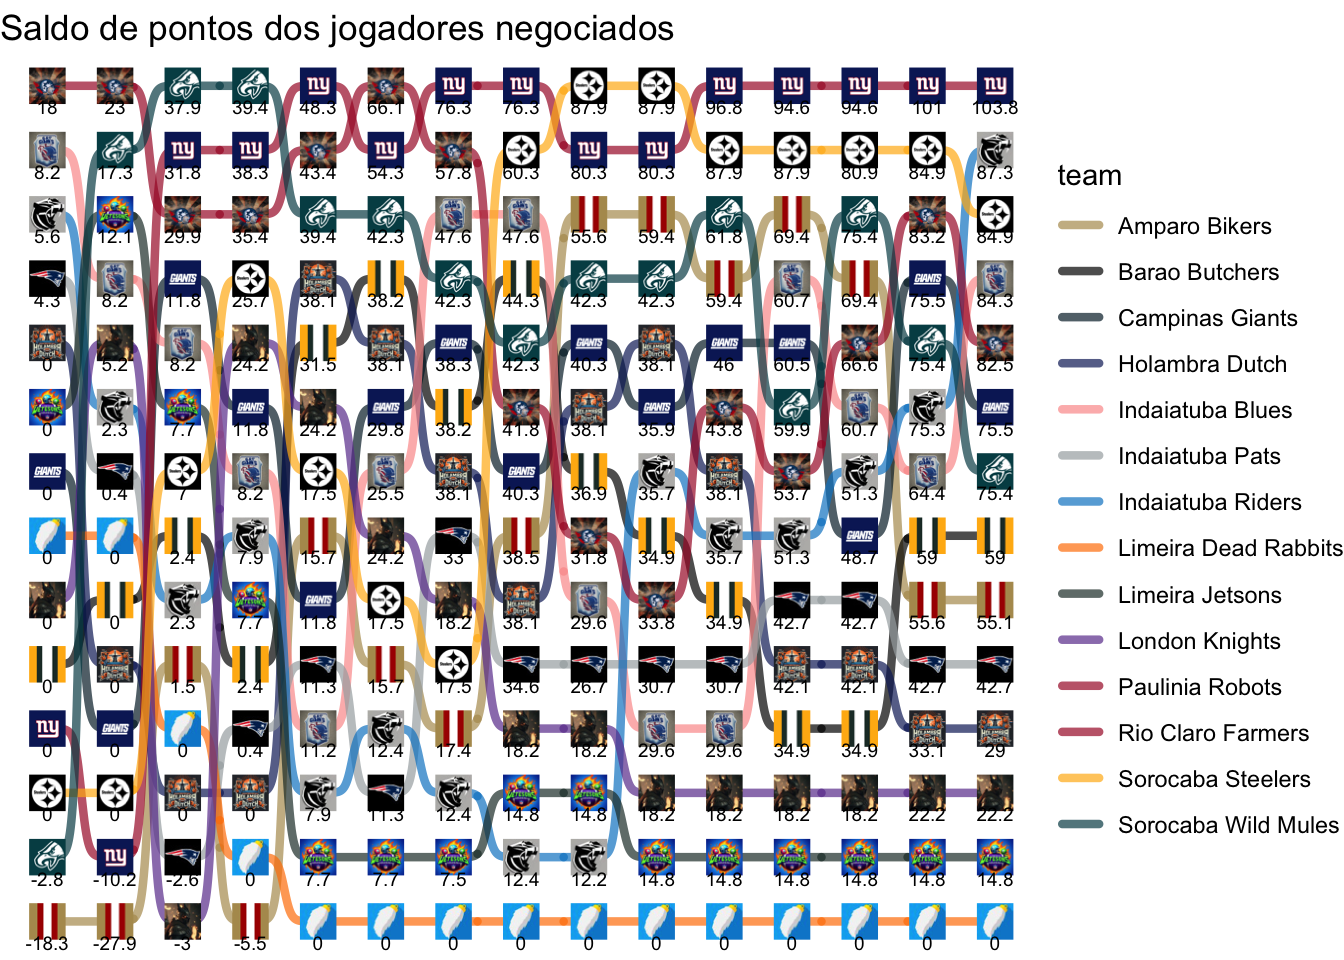 Saldo de pontos dos jogadores negociados
18 23 37.9 39.4 48.3 66.1 76.3 76.3 87.9 87.9 96.8 94.6 94.6 101 103.8
8.2 17.3 31.8 38.3 43.4 54.3 57.8 60.3 80.3 80.3 87.9 87.9 80.9 84.9 87.3
5.6 12.1 29.9 35.4 39.4 42.3 47.6 47.6 55.6 59.4 61.8 69.4 75.4 83.2 84.9
4.3 8.2 11.8 25.7 38.1 38.2 42.3 44.3 42.3 42.3 59.4 60.7 69.4 75.5 84.3
0 5.2 8.2 24.2 31.5 38.1 38.3 42.3 40.3 38.1 46 60.5 66.6 75.4 82.5
0 2.3 7.7 11.8 24.2 29.8 38.2 41.8 38.1 35.9 43.8 59.9 60.7 75.3 75.5
0 0.4 7 8.2 17.5 25.5 38.1 40.3 36.9 35.7 38.1 53.7 51.3 64.4 75.4
0 0 2.4 7.9 15.7 24.2 33 38.5 31.8 34.9 35.7 51.3 48.7 59 59
0 0 2.3 7.7 11.8 17.5 18.2 38.1 29.6 33.8 34.9 42.7 42.7 55.6 55.1
0 0 1.5 2.4 11.3 15.7 17.5 34.6 26.7 30.7 30.7 42.1 42.1 42.7 42.7
0 0 0 0.4 11.2 12.4 17.4 18.2 18.2 29.6 29.6 34.9 34.9 33.1 29
0 0 0 0 7.9 11.3 12.4 14.8 14.8 18.2 18.2 18.2 18.2 22.2 22.2
-2.8 -10.2 -2.6 0 7.7 7.7 7.5 12.4 12.2 14.8 14.8 14.8 14.8 14.8 14.8
-18.3 -27.9 -3 -5.5 0 0 0 0 0 0 0 0 0 0 0
team
Amparo Bikers
Barao Butchers
Campinas Giants
Holambra Dutch
Indaiatuba Blues
Indaiatuba Pats
Indaiatuba Riders
Limeira Dead Rabbits
Limeira Jetsons
London Knights
Paulinia Robots
Rio Claro Farmers
Sorocaba Steelers
Sorocaba Wild Mules